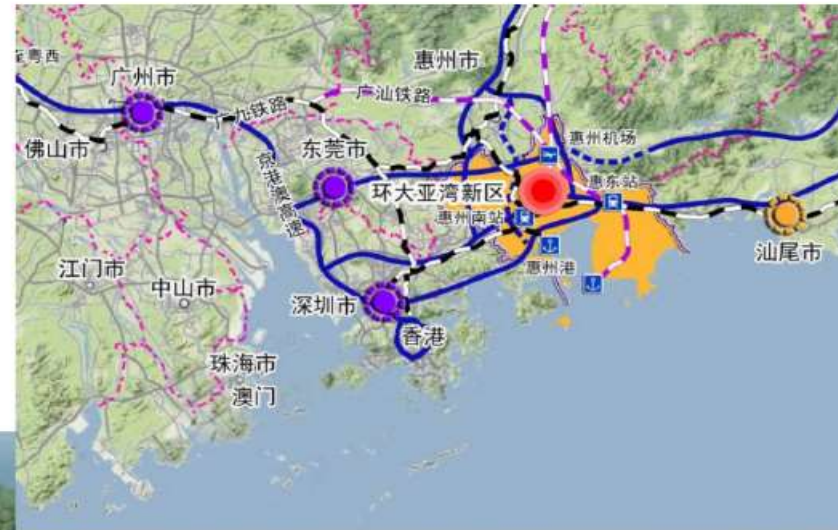 至粤西
惠州市
广州市
广汕铁路
广九铁路
惠州机场
佛山市
东莞市
京港澳高速
环大亚湾新区
惠东站
惠州南站
汕尾市
江门市
惠州港
中山市
深圳市
香港
珠海市
澳门